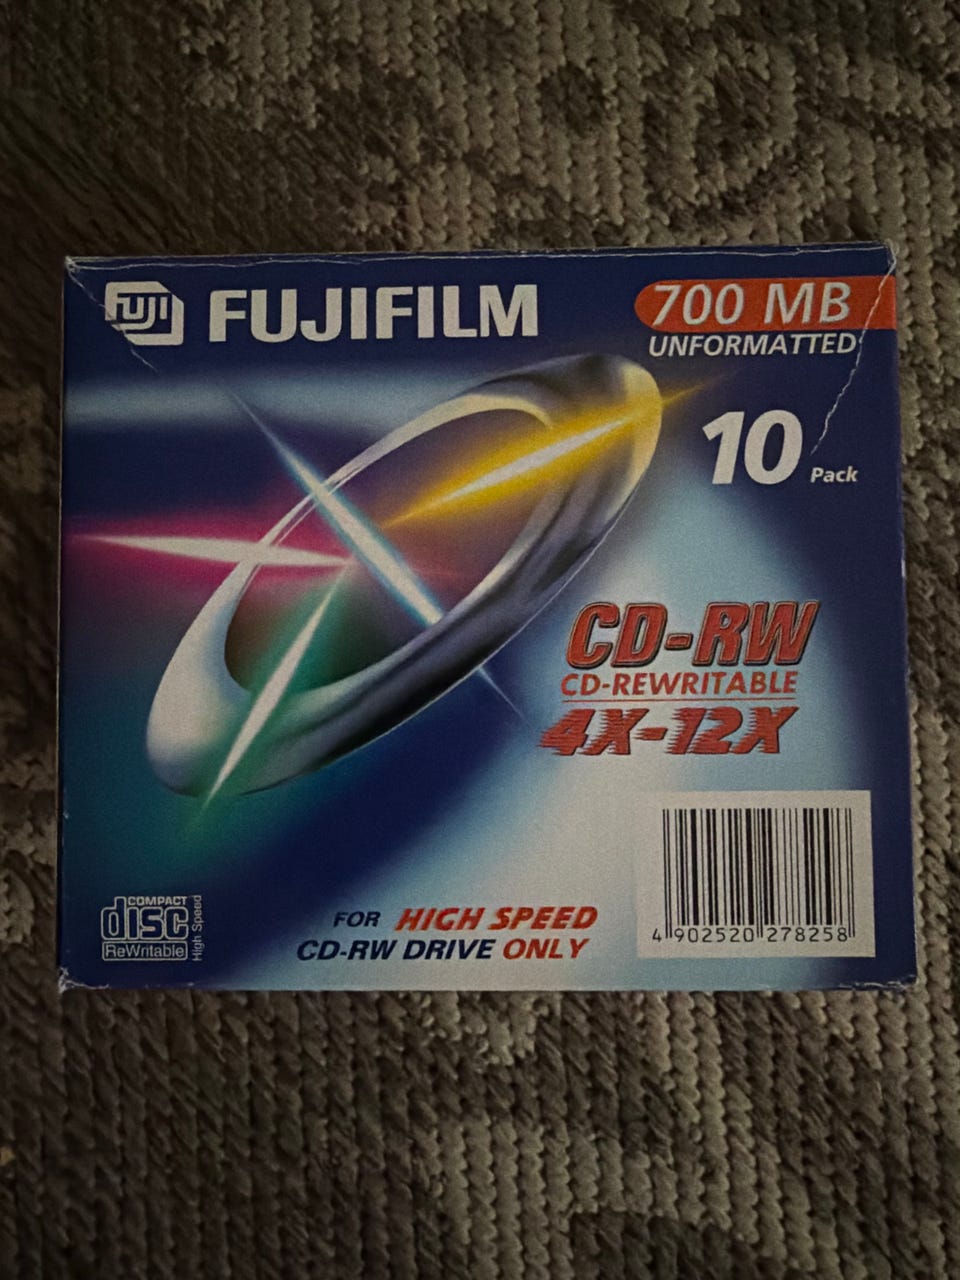 FUJI FUJIFILM
700 MB
UNFORMATTED
10 Pack
CD-RW
CD-REWRITABLE
4X-12X
COMPACT
disc
ReWritable
High Speed
FOR HIGH SPEED
CD-RW DRIVE ONLY
4 902520 278258